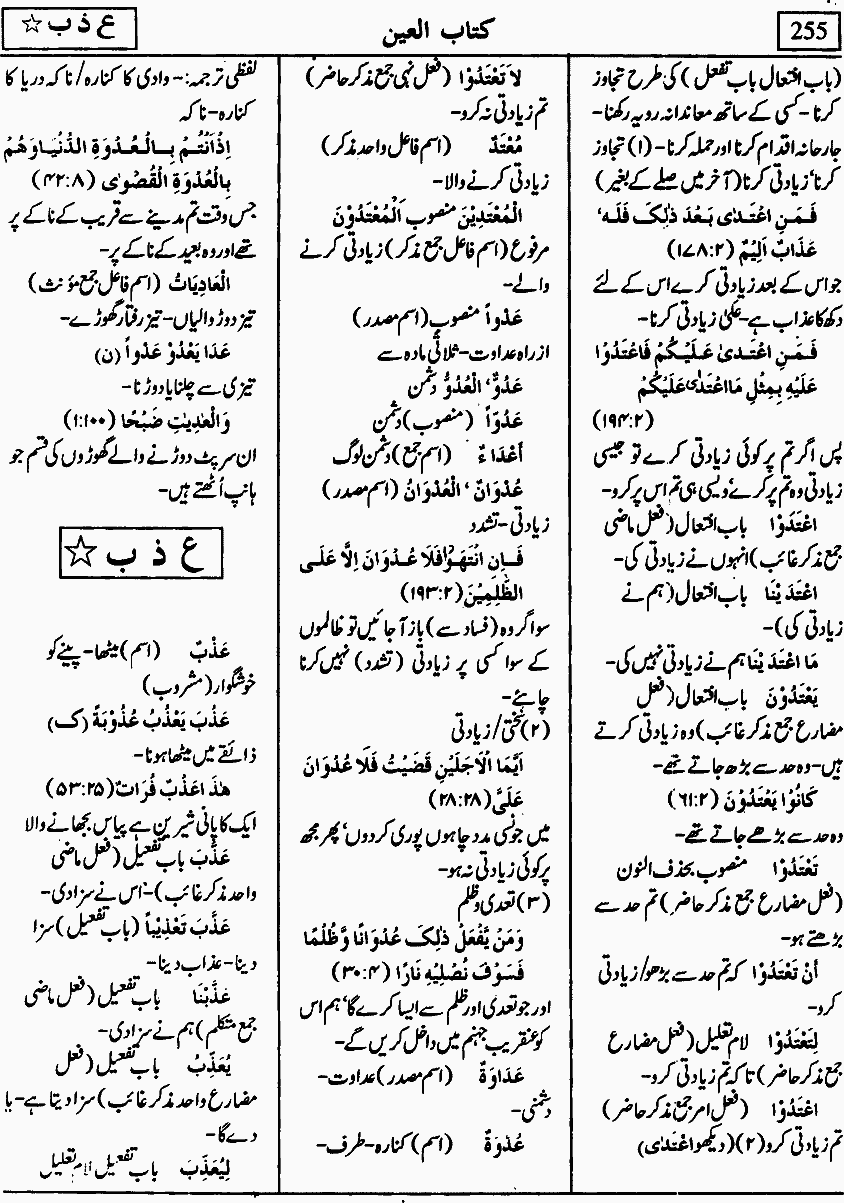 255
کتاب العین
ع ذ ب ☆
(باب افتعال باب تفعل) کی طرح تجاوز
کرنا- کسی کے ساتھ معاندانہ رویہ رکھنا-
جارحانہ اقدام کرنا اور حملہ کرنا- (۱) تجاوز
کرنا' زیادتی کرنا (آخر میں صلے کے بغیر)
فَمَنِ اعْتَدٰی بَعْدَ ذٰلِکَ فَلَهٗ
عَذَابٌ اَلِیْمٌ (۱۷۸:۲)
جو اس کے بعد زیادتی کرے اس کے لئے
دکھ کا عذاب ہے- علیٰ زیادتی کرنا-
فَمَنِ اعْتَدیٰ عَلَیْکُمْ فَاعْتَدُوْا
عَلَیْهِ بِمِثْلِ مَا اعْتَدٰی عَلَیْکُمْ
(۱۹۴:۲)
پس اگر تم پر کوئی زیادتی کرے تو جیسی
زیادتی وہ تم پر کرے' ویسی ہی تم اس پر کرو-
اعْتَدُوْا باب افتعال (فعل ماضی
جمع مذکر غائب) انہوں نے زیادتی کی-
اعْتَدَیْنَا باب افتعال (ہم نے
زیادتی کی)-
مَا اعْتَدَیْنَا ہم نے زیادتی نہیں کی-
یَعْتَدُوْنَ باب افتعال (فعل
مضارع جمع مذکر غائب) وہ زیادتی کرتے
ہیں- وہ حد سے بڑھ جاتے تھے-
کَانُوْا یَعْتَدُوْنَ (۶۱:۲)
وہ حد سے بڑھے جاتے تھے-
تَعْتَدُوْا منصوب بحذف النون
(فعل مضارع جمع مذکر حاضر) تم حد سے
بڑھتے ہو-
أَنْ تَعْتَدُوْا کہ تم حد سے بڑھو/ زیادتی
کرو-
لِتَعْتَدُوْا لام تعلیل (فعل مضارع
جمع مذکر حاضر) تا کہ تم زیادتی کرو-
اعْتَدُوْا (فعل امر جمع مذکر حاضر)
تم زیادتی کرو (۲) (دیکھو اعْتَدٰی)
لاَ تَعْتَدُوْا (فعل نہی جمع مذکر حاضر)
تم زیادتی نہ کرو-
مُعْتَدٌ (اسم فاعل واحد مذکر)
زیادتی کرنے والا-
الْمُعْتَدِیْنَ منصوب اَلْمُعْتَدُوْنَ
مرفوع (اسم فاعل جمع مذکر) زیادتی کرنے
والے-
عَدْواً منصوب (اسم مصدر)
از راہ عداوت- ثلاثی مادہ سے
عَدُوٌّ' الْعَدُوُّ دشمن
عَدُوّاً (منصوب) دشمن
أَعْدَاءٌ (اسم جمع) دشمن لوگ
عُدْوَانٌ' الْعُدْوَانُ (اسم مصدر)
زیادتی- تشدد
فَاِنِ انْتَهَوْا فَلَا عُدْوَانَ اِلَّا عَلَی
الظّٰلِمِیْنَ (۱۹۳:۲)
سو اگر وہ (فساد سے) باز آ جائیں تو ظالموں
کے سوا کسی پر زیادتی (تشدد) نہیں کرنا
چاہئے-
(۲) سختی/ زیادتی
اَیَّمَا الْاَجَلَیْنِ قَضَیْتُ فَلَا عُدْوَانَ
عَلَیَّ (۲۸:۲۸)
میں جونسی مدد چاہوں پوری کردوں' پھر مجھ
پر کوئی زیادتی نہ ہو-
(۳) تعدی و ظلم
وَمَنْ یَّفْعَلْ ذٰلِکَ عُدْوَانًا وَّظُلْمًا
فَسَوْفَ نُصْلِیْهِ نَارًا (۳۰:۴)
اور جو تعدی اور ظلم سے ایسا کرے گا' ہم اس
کو عنقریب جہنم میں داخل کریں گے-
عَدَاوَةٌ (اسم مصدر) عداوت-
دشمنی-
عُدْوَةٌ (اسم) کنارہ- طرف-
لفظی ترجمہ:- وادی کا کنارہ/ ناکہ دریا کا
کنارہ- ناکہ
اِذْ اَنْتُمْ بِالْعُدْوَةِ الدُّنْیَا وَهُمْ
بِالْعُدْوَةِ الْقُصْوٰی (۴۲:۸)
جس وقت تم مدینے سے قریب کے ناکے پر
تھے اور وہ بعید کے ناکے پر-
الْعَادِیَاتُ (اسم فاعل جمع مؤنث)
تیز دوڑ والیاں- تیز رفتار گھوڑے-
عَدَا یَعْدُوْ عَدْواً (ن)
تیزی سے چلنا یا دوڑنا-
وَالْعٰدِیٰتِ ضَبْحًا (۱:۱۰۰)
ان سرپٹ دوڑنے والے گھوڑوں کی قسم جو
ہانپ اُٹھتے ہیں-
ع ذ ب ☆
عَذْبٌ (اسم) میٹھا- پینے کو
خوشگوار (مشروب)
عَذُبَ یَعْذُبُ عُذُوْبَةً (ک)
ذائقے میں میٹھا ہونا-
هٰذَا عَذْبٌ فُرَاتٌ (۵۳:۲۵)
ایک کا پانی شیریں ہے پیاس بجھانے والا
عَذَّبَ باب تفعیل (فعل ماضی
واحد مذکر غائب)- اس نے سزا دی-
عَذَّبَ تَعْذِیْباً (باب تفعیل) سزا
دینا- عذاب دینا-
عَذَّبْنَا باب تفعیل (فعل ماضی
جمع متکلم) ہم نے سزا دی-
یُعَذِّبُ باب تفعیل (فعل
مضارع واحد مذکر غائب) سزا دیتا ہے- یا
دے گا-
لِیُعَذِّبَ باب تفعیل لام تعلیل